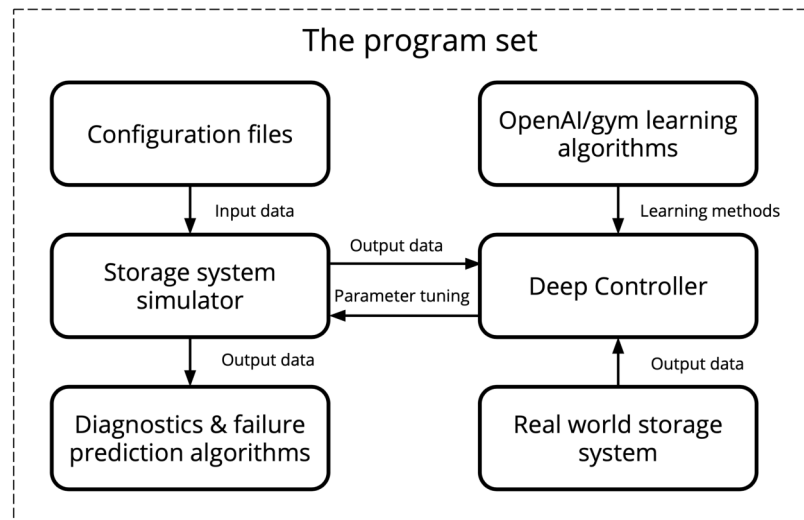 The program set
Configuration files
OpenAI/gym learning
algorithms
Input data
Learning methods
Output data
Storage system
simulator
Parameter tuning
Deep Controller
Output data
Output data
Diagnostics & failure
prediction algorithms
Real world storage
system